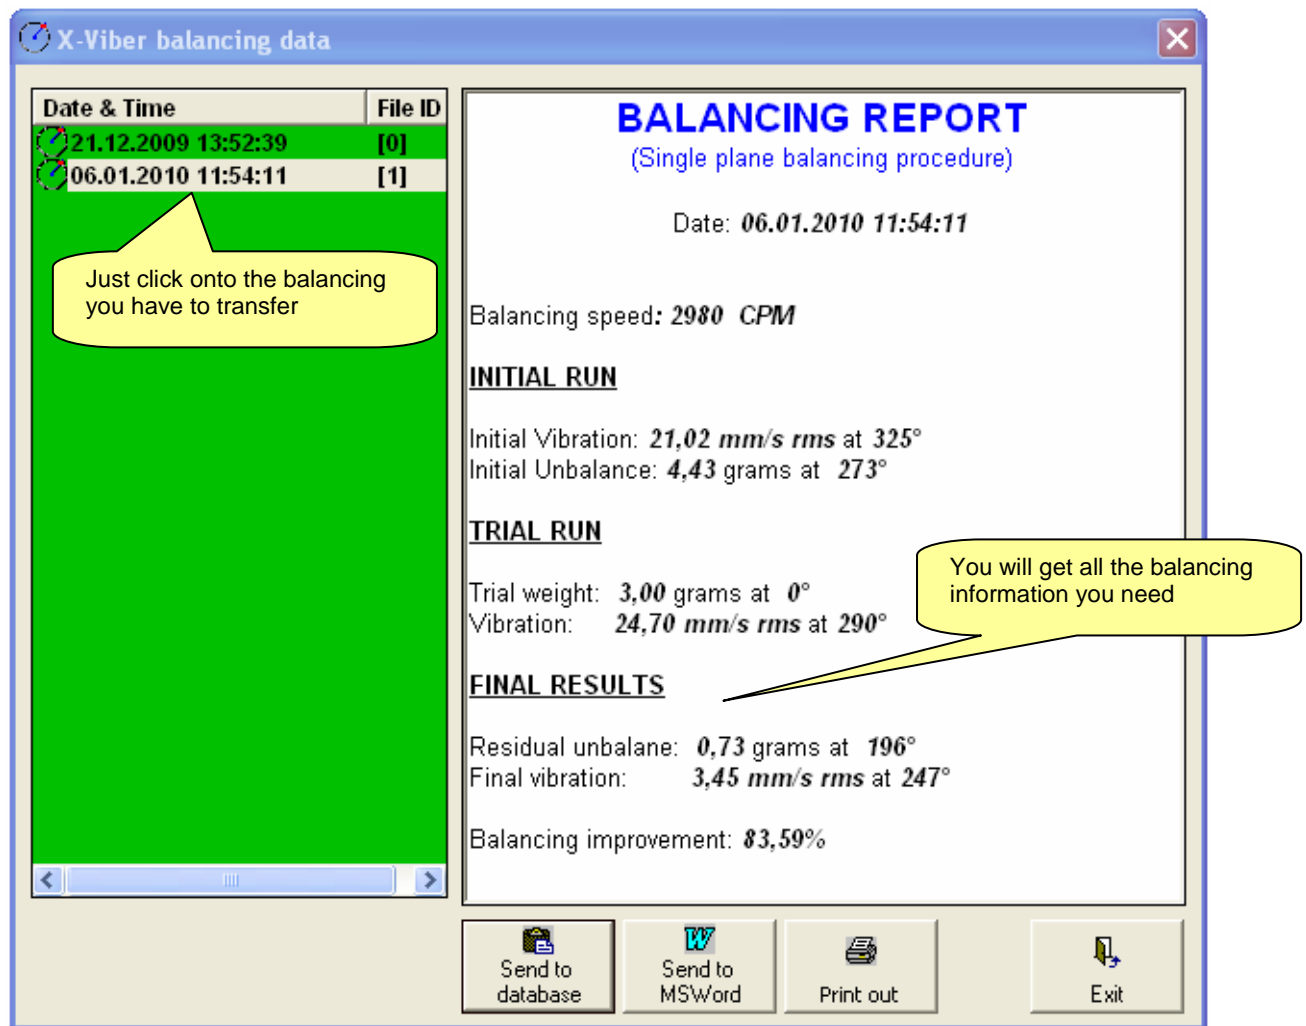 X-Viber balancing data
Date & Time File ID
21.12.2009 13:52:39 [0]
06.01.2010 11:54:11 [1]
Just click onto the balancing
you have to transfer
BALANCING REPORT
(Single plane balancing procedure)
Date: 06.01.2010 11:54:11
Balancing speed: 2980 CPM
INITIAL RUN
Initial Vibration: 21,02 mm/s rms at 325°
Initial Unbalance: 4,43 grams at 273°
TRIAL RUN
Trial weight: 3,00 grams at 0°
Vibration: 24,70 mm/s rms at 290°
You will get all the balancing
information you need
FINAL RESULTS
Residual unbalane: 0,73 grams at 196°
Final vibration: 3,45 mm/s rms at 247°
Balancing improvement: 83,59%
Send to
database
W
Send to
MSWord
Print out
Exit